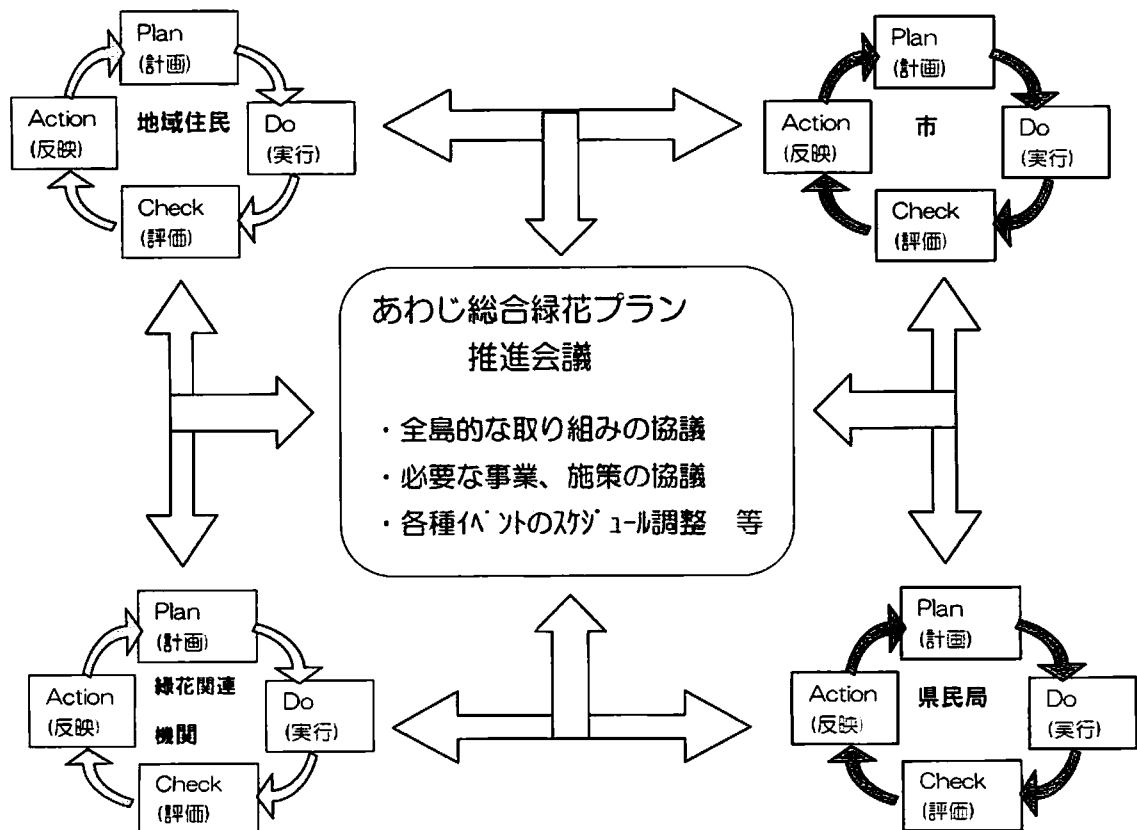 Plan
(計画)
Action
(反映)
地域住民
Do
(実行)
Check
(評価)
Plan
(計画)
Action
(反映)
市
Do
(実行)
Check
(評価)
あわじ総合緑花プラン
推進会議
・全島的な取り組みの協議
・必要な事業、施策の協議
・各種ｲﾍﾞﾝﾄのｽｹｼﾞｭｰﾙ調整　等
Plan
(計画)
緑花関連
機関
Action
(反映)
Do
(実行)
Check
(評価)
Plan
(計画)
Action
(反映)
県民局
Do
(実行)
Check
(評価)